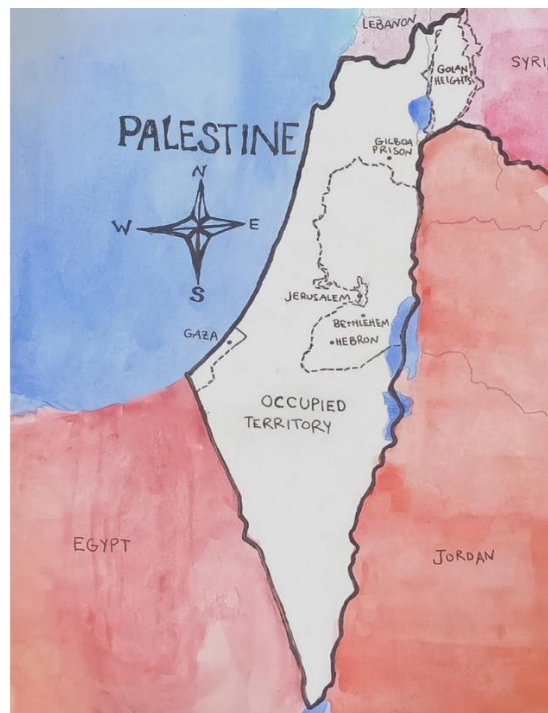 LEBANON
GOLAN
HEIGHTS
SYRI
PALESTINE
GILBOA
PRISON
N
W
E
S
JERUSALEM
BETHLEHEM
GAZA
HEBRON
OCCUPIED
TERRITORY
EGYPT
JORDAN